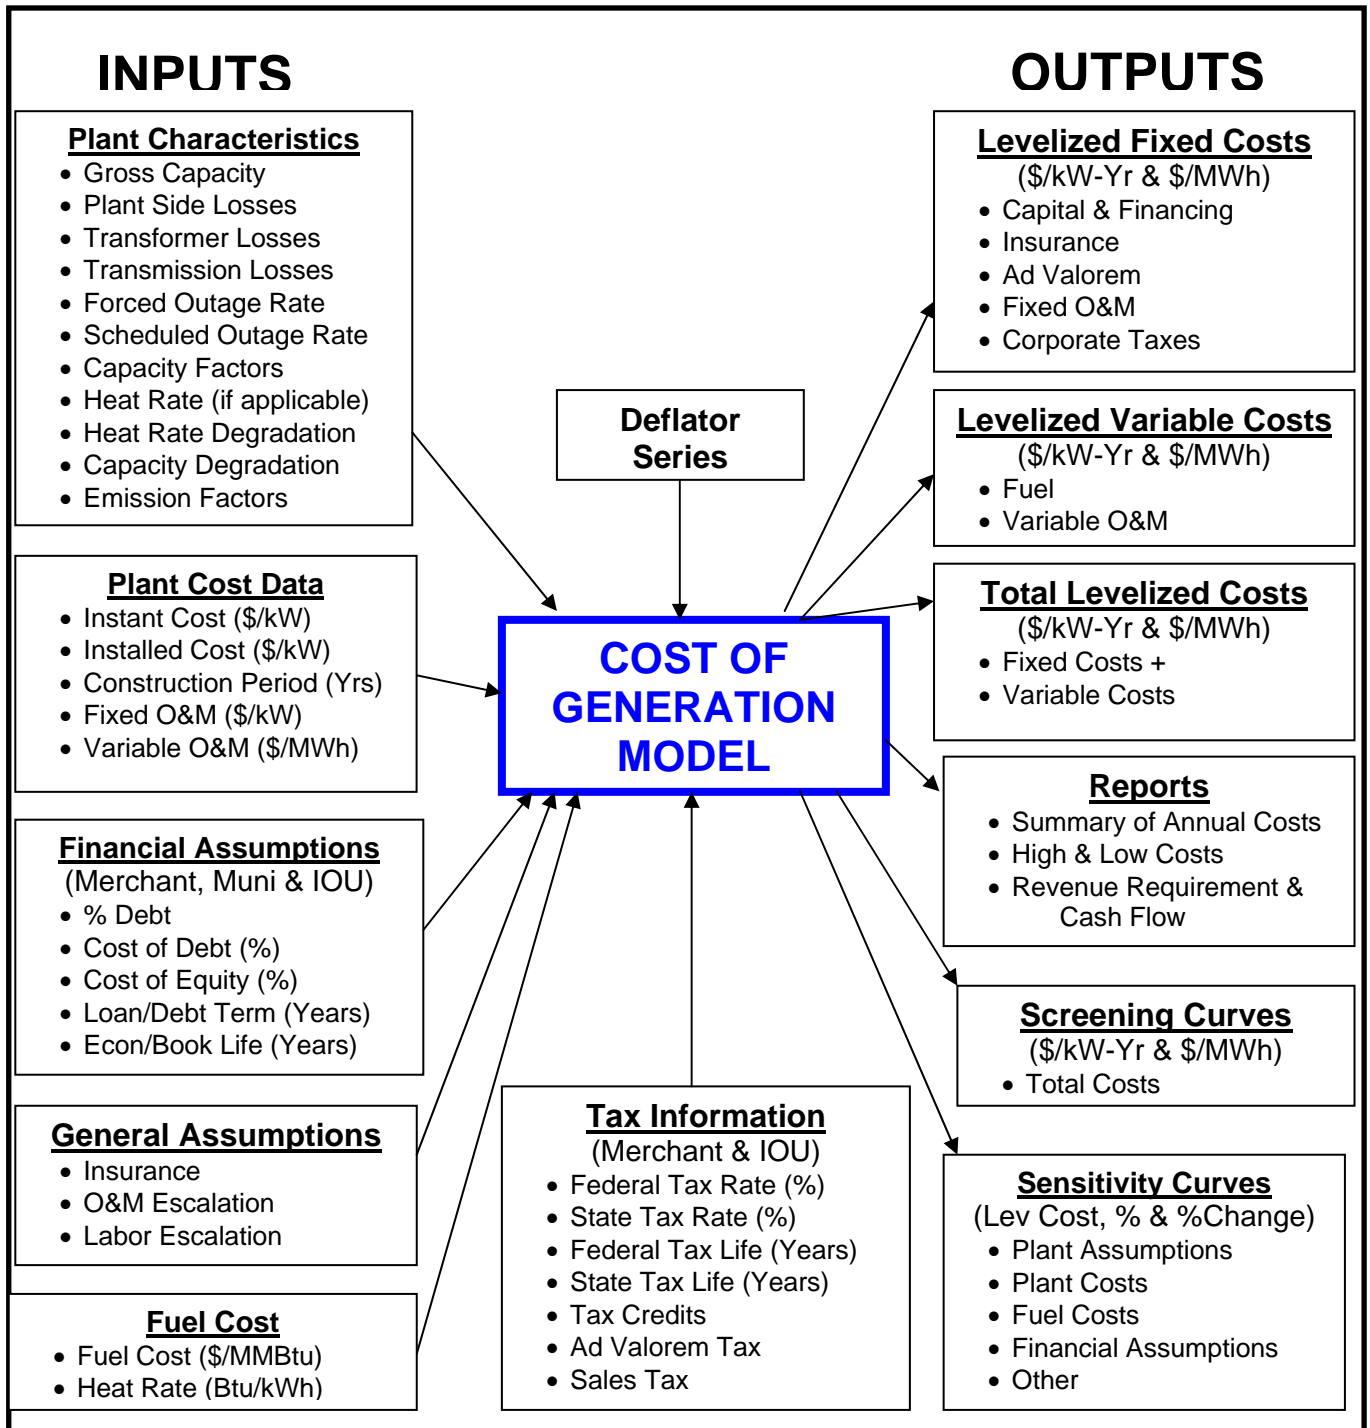 INPUTS
Plant Characteristics
• Gross Capacity
• Plant Side Losses
• Transformer Losses
• Transmission Losses
• Forced Outage Rate
• Scheduled Outage Rate
• Capacity Factors
• Heat Rate (if applicable)
• Heat Rate Degradation
• Capacity Degradation
• Emission Factors
Plant Cost Data
• Instant Cost ($/kW)
• Installed Cost ($/kW)
• Construction Period (Yrs)
• Fixed O&M ($/kW)
• Variable O&M ($/MWh)
Financial Assumptions
(Merchant, Muni & IOU)
• % Debt
• Cost of Debt (%)
• Cost of Equity (%)
• Loan/Debt Term (Years)
• Econ/Book Life (Years)
General Assumptions
• Insurance
• O&M Escalation
• Labor Escalation
Fuel Cost
• Fuel Cost ($/MMBtu)
• Heat Rate (Btu/kWh)
Deflator
Series
COST OF
GENERATION
MODEL
Tax Information
(Merchant & IOU)
• Federal Tax Rate (%)
• State Tax Rate (%)
• Federal Tax Life (Years)
• State Tax Life (Years)
• Tax Credits
• Ad Valorem Tax
• Sales Tax
OUTPUTS
Levelized Fixed Costs
($/kW-Yr & $/MWh)
• Capital & Financing
• Insurance
• Ad Valorem
• Fixed O&M
• Corporate Taxes
Levelized Variable Costs
($/kW-Yr & $/MWh)
• Fuel
• Variable O&M
Total Levelized Costs
($/kW-Yr & $/MWh)
• Fixed Costs +
• Variable Costs
Reports
• Summary of Annual Costs
• High & Low Costs
• Revenue Requirement &
Cash Flow
Screening Curves
($/kW-Yr & $/MWh)
• Total Costs
Sensitivity Curves
(Lev Cost, % & %Change)
• Plant Assumptions
• Plant Costs
• Fuel Costs
• Financial Assumptions
• Other